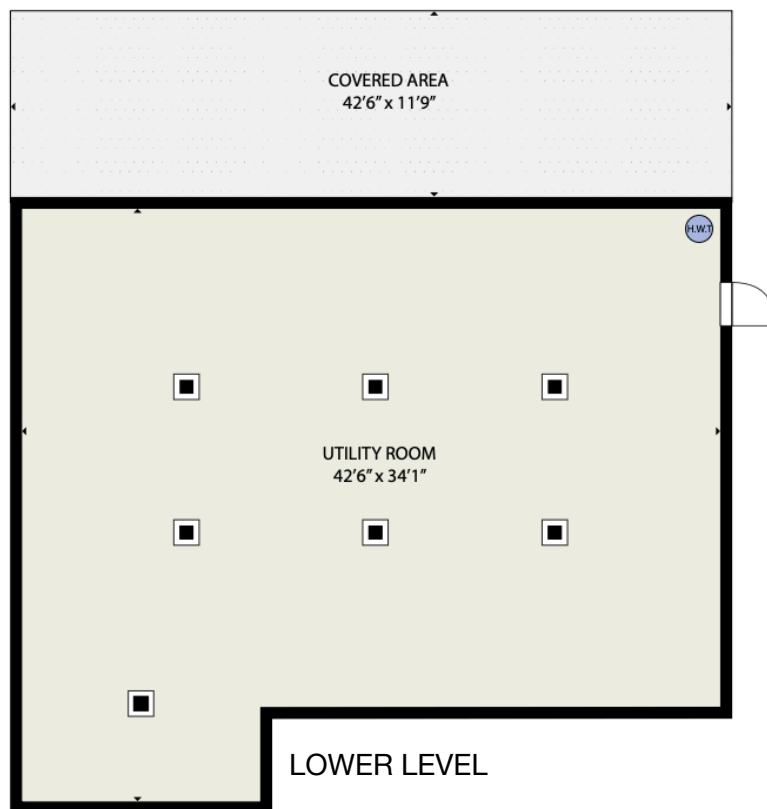 COVERED AREA
42’6” x 11’9”
H.W.T
UTILITY ROOM
42’6” x 34’1”
LOWER LEVEL